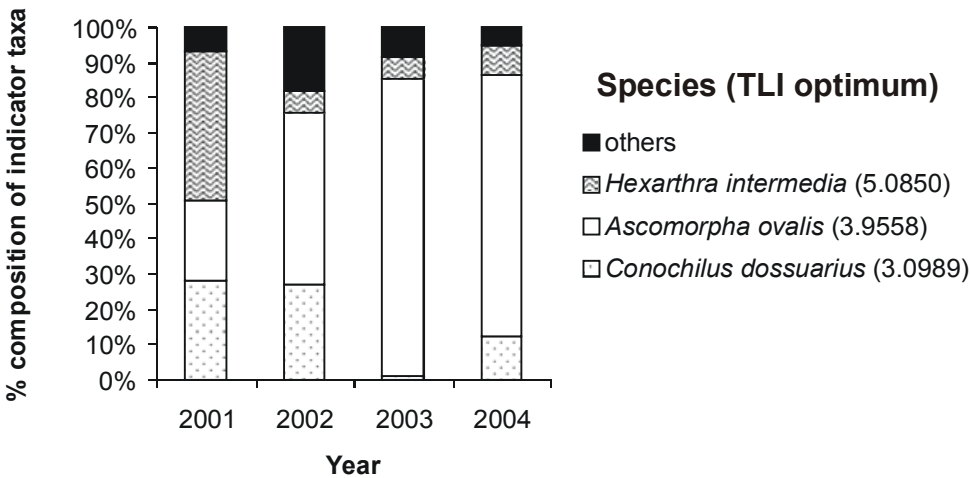 % composition of indicator taxa
100%
90%
80%
70%
60%
50%
40%
30%
20%
10%
0%
2001 2002 2003 2004
Year
Species (TLI optimum)
others
Hexarthra intermedia (5.0850)
Ascomorpha ovalis (3.9558)
Conochilus dossuarius (3.0989)